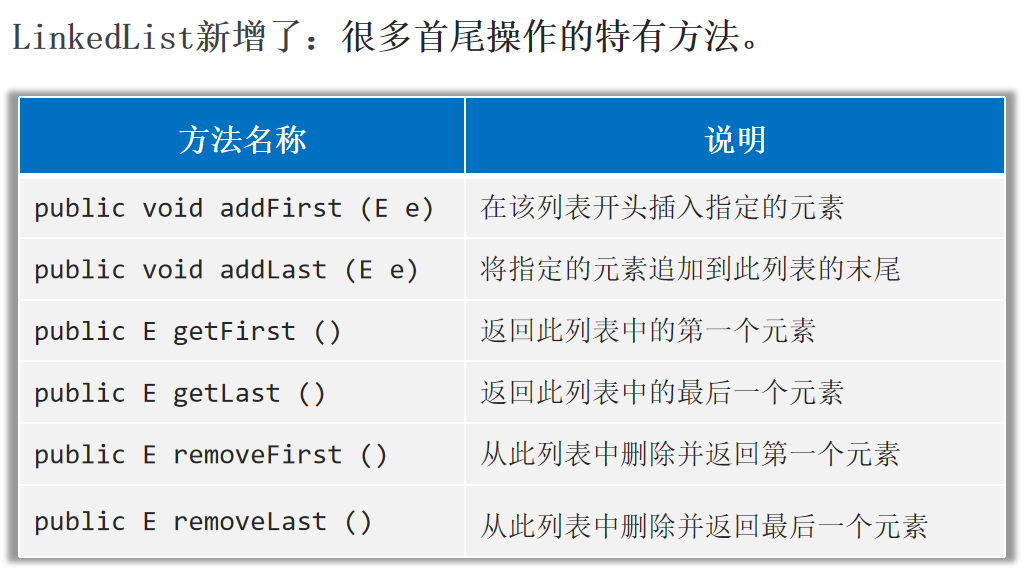 LinkedList新增了：很多首尾操作的特有方法。
方法名称 说明
public void addFirst (E e) 在该列表开头插入指定的元素
public void addLast (E e) 将指定的元素追加到此列表的末尾
public E getFirst () 返回此列表中的第一个元素
public E getLast () 返回此列表中的最后一个元素
public E removeFirst () 从此列表中删除并返回第一个元素
public E removeLast () 从此列表中删除并返回最后一个元素